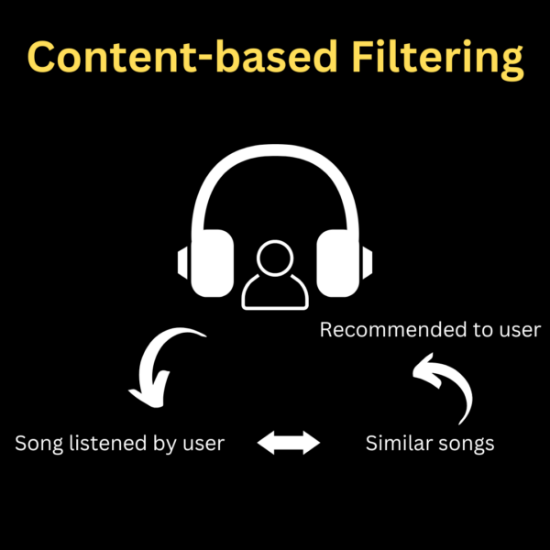 Content-based Filtering
Recommended to user
Song listened by user
Similar songs